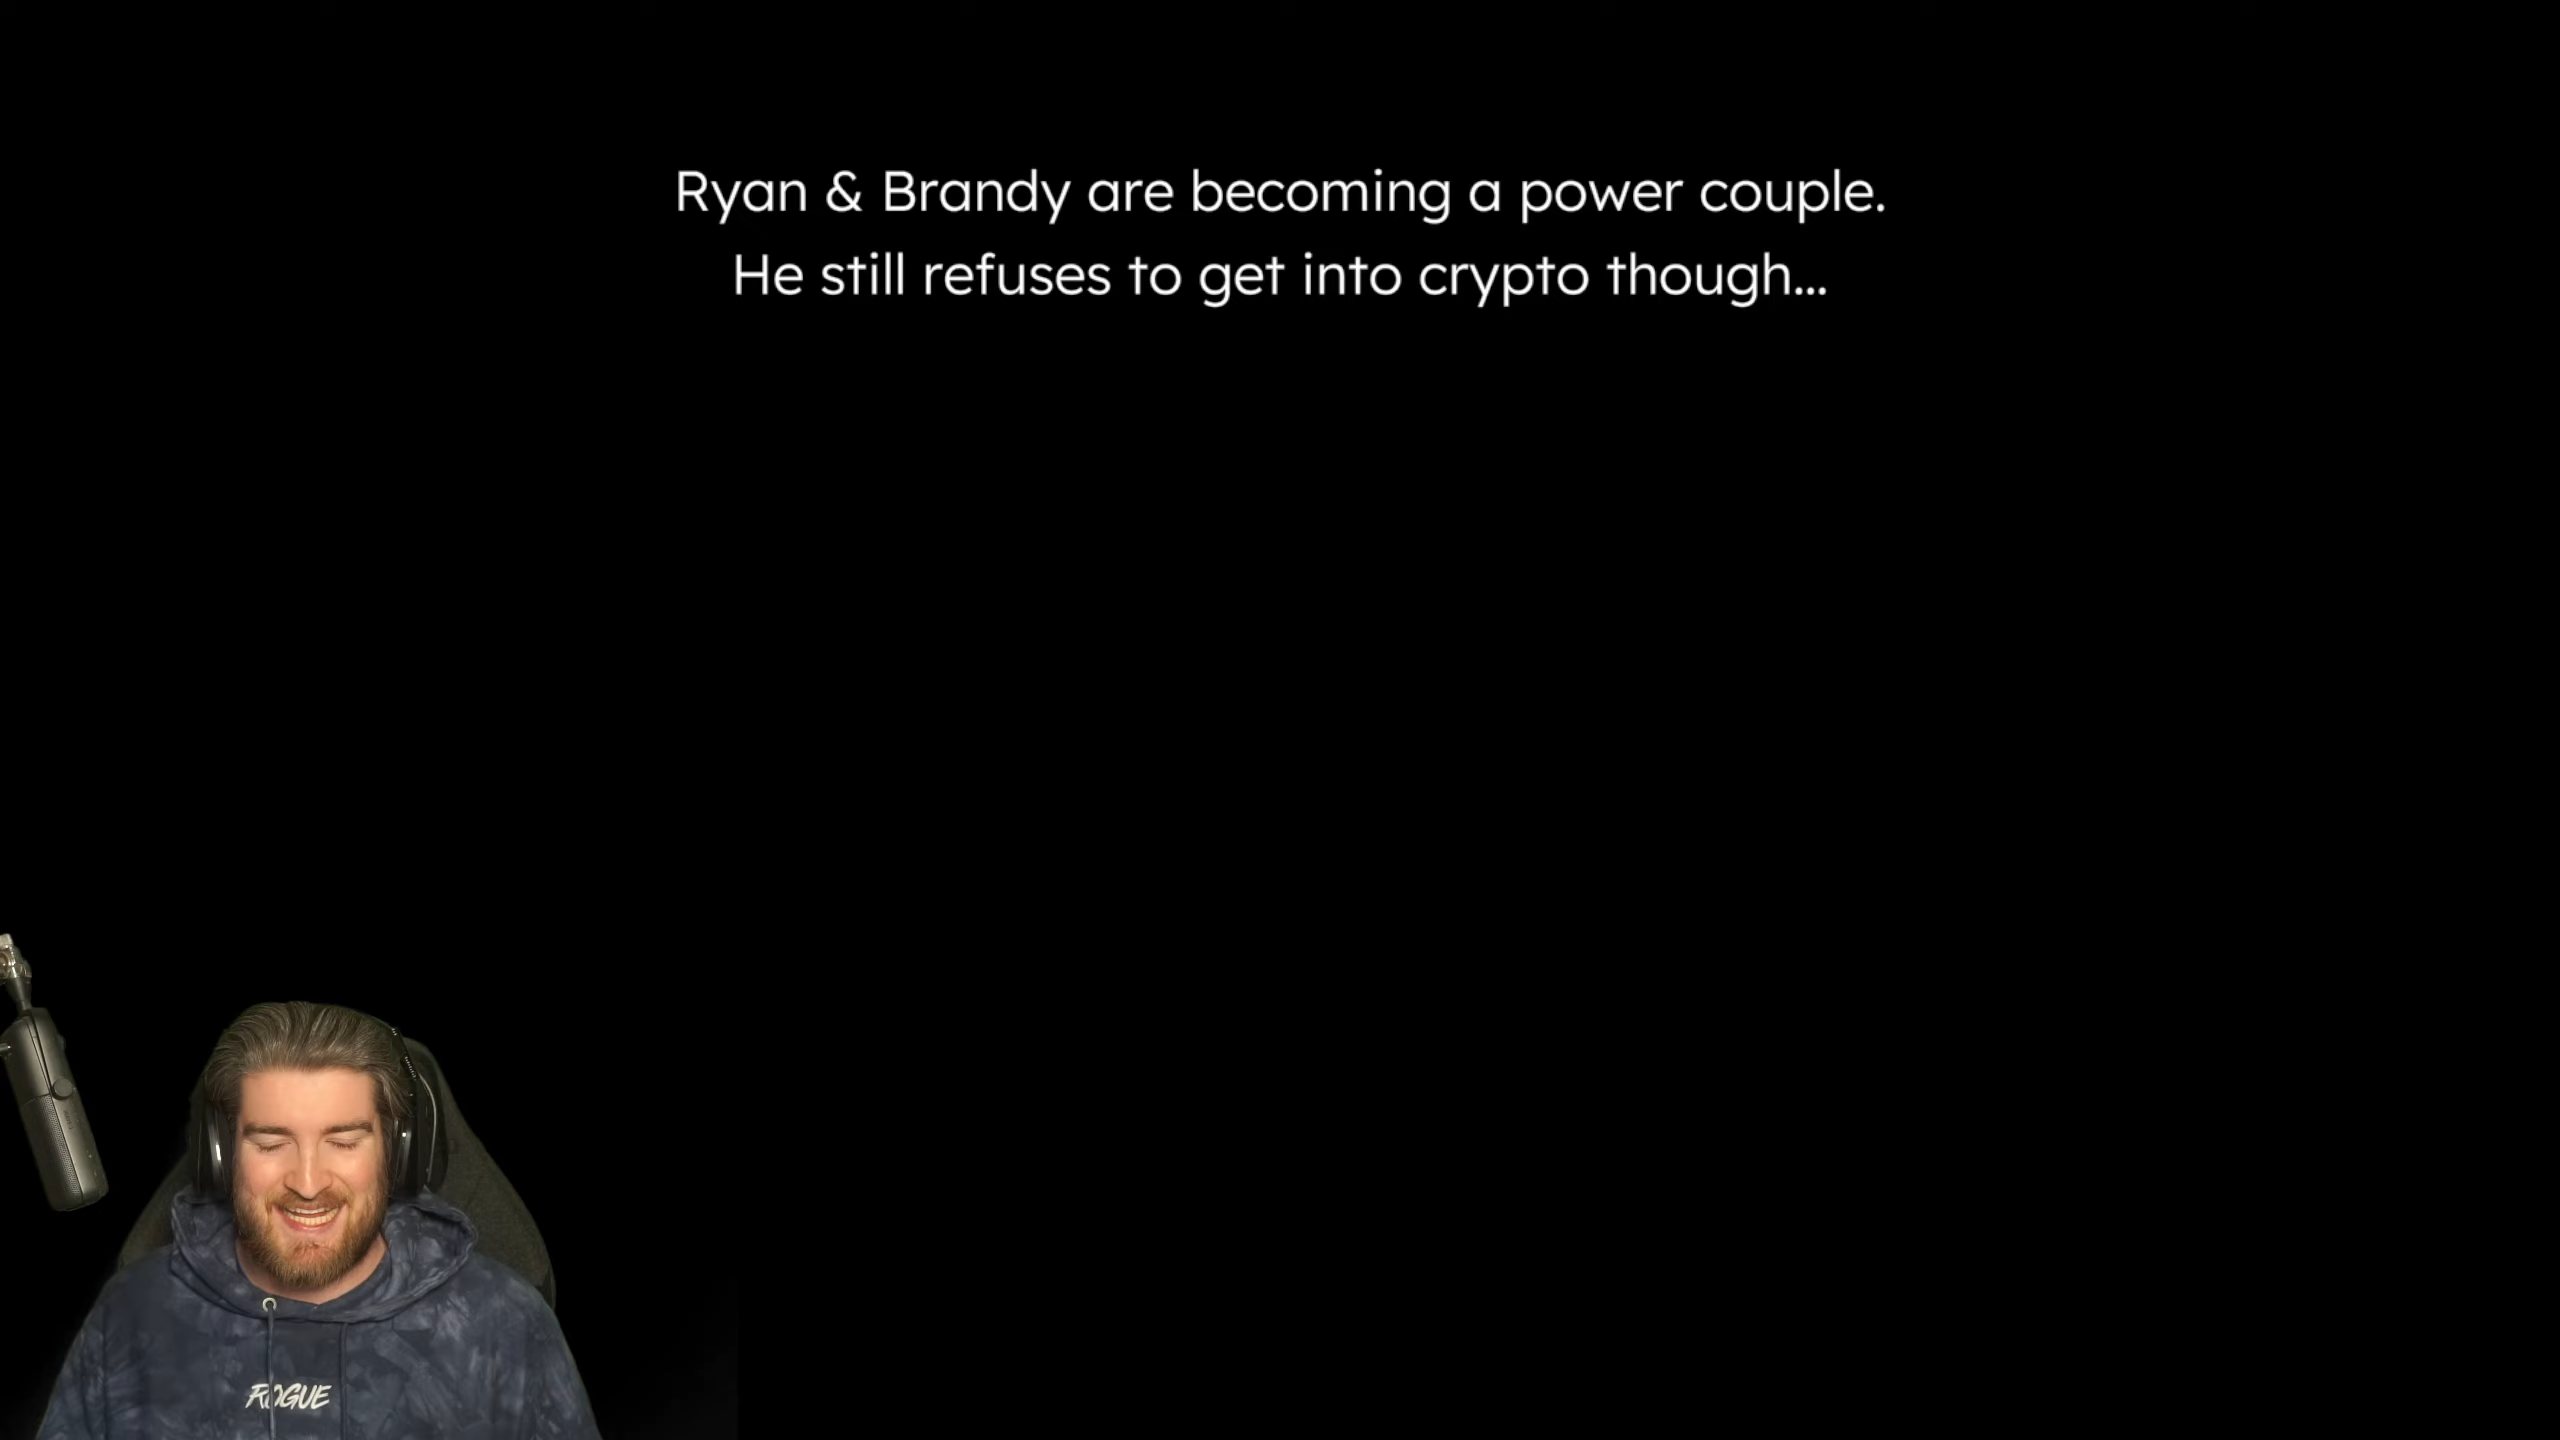 Ryan & Brandy are becoming a power couple.
He still refuses to get into crypto though...
ROGUE